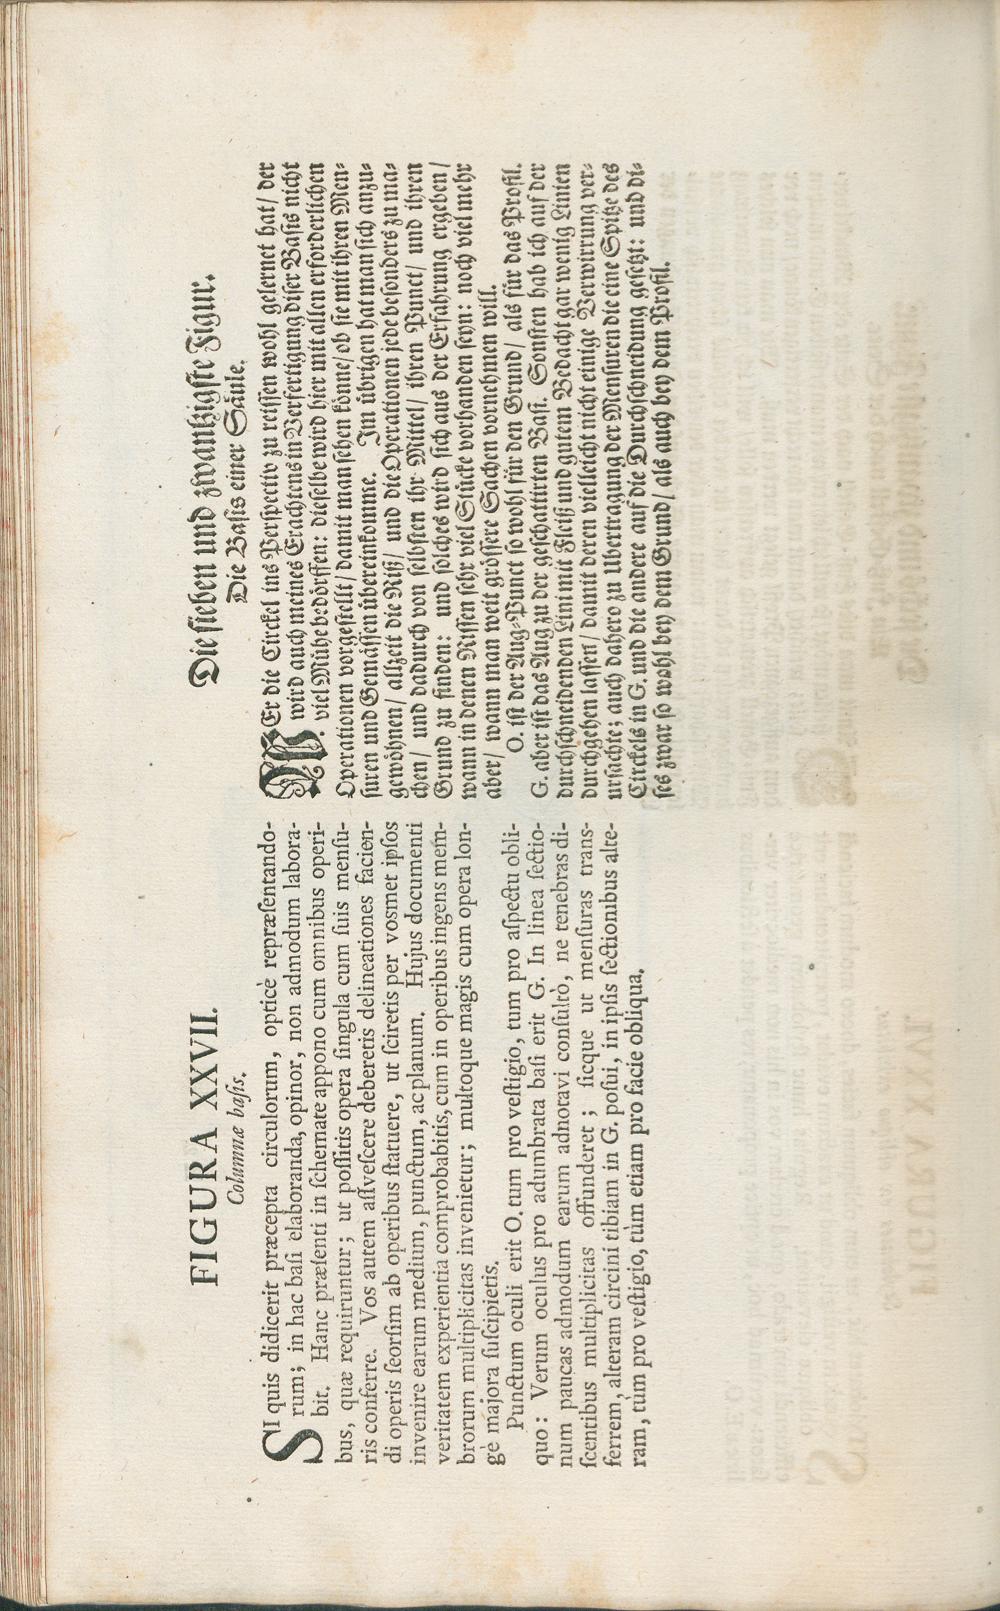 FIGURA XXVII.
Columnæ basis.
SI quis didicerit præcepta circulorum, opticè repræsentando-
rum; in hac basi elaboranda, opinor, non admodum labora-
bit. Hanc præsenti in schemate appono cum omnibus operi-
bus, quæ requiruntur; ut possitis opera singula cum suis mensu-
ris conferre. Vos autem assvescere deberetis delineationes facien-
di operis seorsim ab operibus statuere, ut sciretis per vosmet ipsos
invenire earum medium, punctum, ac planum. Hujus documenti
veritatem experientia comprobabitis, cum in operibus ingens mem-
brorum multiplicitas invenietur; multoque magis cum opera lon-
gè majora suscipietis.
Punctum oculi erit O. tum pro vestigio, tum pro aspectu obli-
quo: Verum oculus pro adumbrata basi erit G. In linea sectio-
num paucas admodum earum adnotavi consultò, ne tenebras di-
scentibus multiplicitas offunderet; sicque ut mensuras trans-
ferrem, alteram circini tibiam in G. posui, in ipsis sectionibus alte-
ram, tùm pro vestigio, tùm etiam pro facie obliqua.
Die sieben und zwantzigste Figur.
Die Basis einer Säule.
WEr die Circkel ins Perspectiv zu reissen wohl gelernet hat/ der
wird auch meines Erachtens in Verfertigung diser Basis nicht
viel Mühe bedörffen: dieselbe wird hier mit allen erforderlichen
Operationen vorgestellt/ damit man sehen könne/ ob sie mit ihren Men-
suren und Gemässen übereinkomme. Im übrigen hat man sich anzu-
gewöhnen/ allzeit die Riß/ und die Operationen jede besonders zu ma-
chen/ und dadurch von selbsten ihr Mittel/ ihren Punct/ und ihren
Grund zu finden: und solches wird sich aus der Erfahrung ergeben/
wann in denen Rissen sehr viel Stücke vorhanden seyn: noch viel mehr
aber/ wann man weit grössere Sachen vornehmen will.
O. ist der Aug-Punct so wohl für den Grund/ als für das Profil.
G. aber ist das Aug zu der geschattirten Basi. Sonsten hab ich auf der
durchschneidenden Lini mit Fleiß und gutem Bedacht gar wenig Linien
durchgehen lassen/ damit deren vielleicht nicht einige Verwirrung ver-
ursachte; auch dahero zu Ubertragung der Mensuren die eine Spitze des
Circkels in G. und die andere auf die Durchschneidung gesetzt: und di-
ses zwar so wohl bey dem Grund/ als auch bey dem Profil.